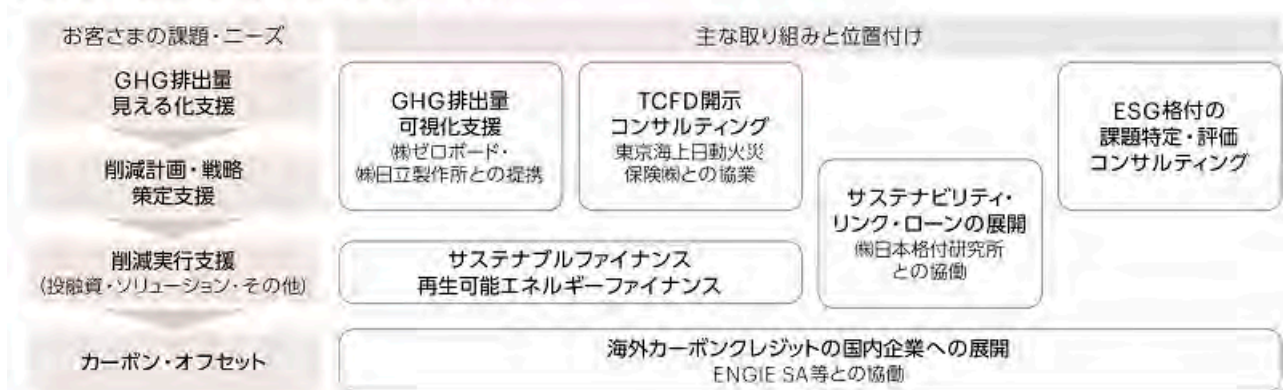 お客さまの課題・ニーズ
主な取り組みと位置付け
GHG排出量
見える化支援
削減計画・戦略
策定支援
削減実行支援
(投融資・ソリューション・その他)
カーボン・オフセット
GHG排出量
可視化支援
㈱ゼロボード・
㈱日立製作所との提携
TCFD開示
コンサルティング
東京海上日動火災
保険㈱との協業
サステナビリティ・
リンク・ローンの展開
㈱日本格付研究所
との協働
ESG格付の
課題特定・評価
コンサルティング
サステナブルファイナンス
再生可能エネルギーファイナンス
海外カーボンクレジットの国内企業への展開
ENGIE SA等との協働